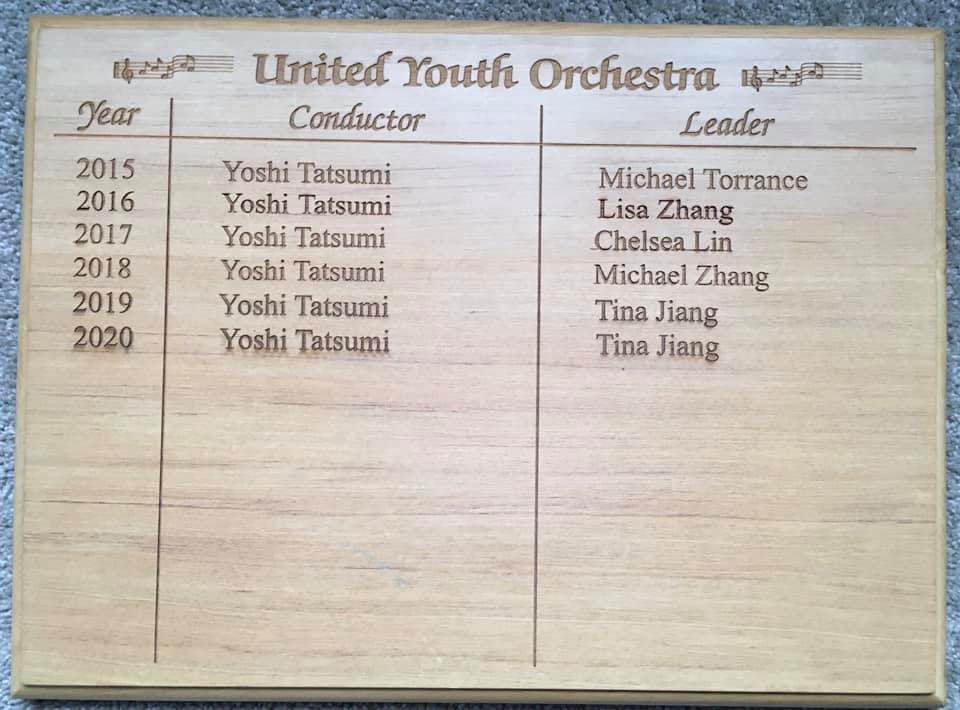 United Youth Orchestra
Year Conductor Leader
2015 Yoshi Tatsumi Michael Torrance
2016 Yoshi Tatsumi Lisa Zhang
2017 Yoshi Tatsumi Chelsea Lin
2018 Yoshi Tatsumi Michael Zhang
2019 Yoshi Tatsumi Tina Jiang
2020 Yoshi Tatsumi Tina Jiang